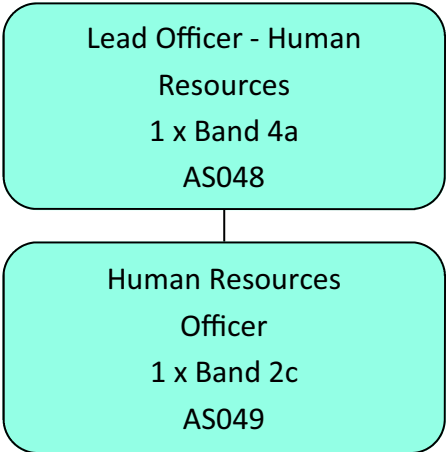 Lead Officer - Human
Resources
1 x Band 4a
AS048
Human Resources
Officer
1 x Band 2c
AS049